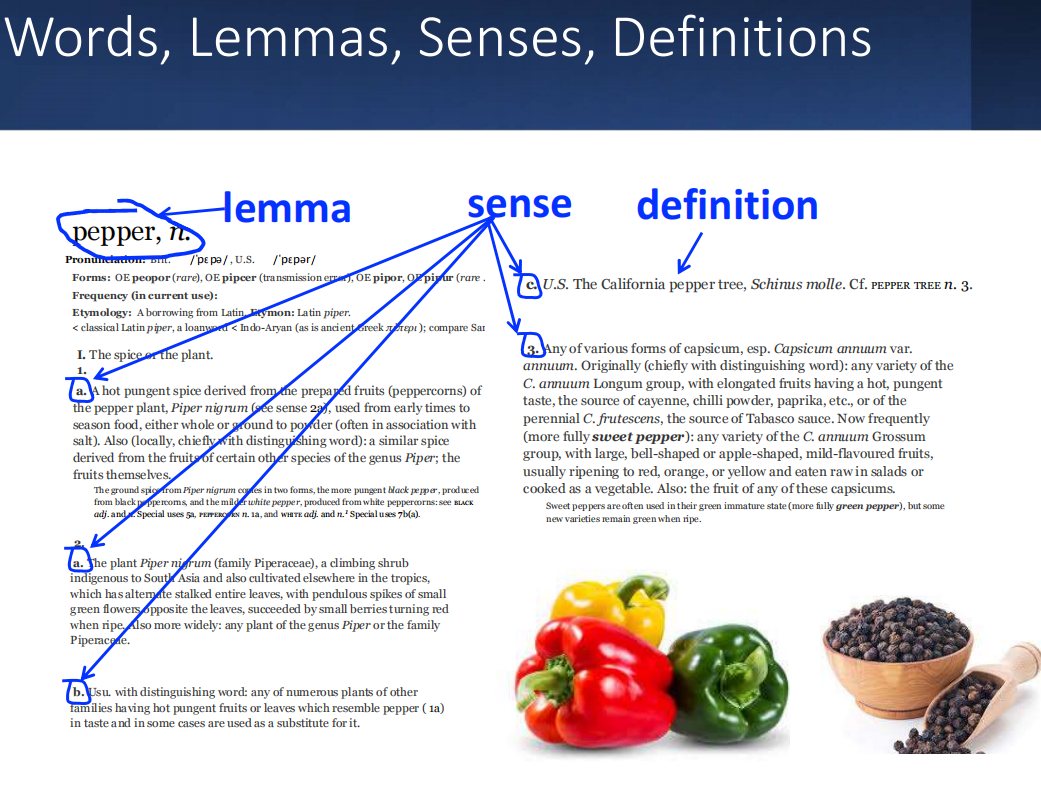 Words, Lemmas, Senses, Definitions
lemma
sense
definition
pepper, n.
Pronunciation: Brit. /ˈpɛpə/, U.S. /ˈpɛpər/
Forms: OE peopor (rare), OE pipcer (transmission error), OE pipor, OE pipur (rare
Frequency (in current use):
Etymology: A borrowing from Latin. Etymon: Latin piper.
< classical Latin piper, a loanword < Indo-Aryan (as is ancient Greek πέπερι); compare Sar
I. The spice or the plant.
1.
a. A hot pungent spice derived from the prepared fruits (peppercorns) of
the pepper plant, Piper nigrum (see sense 2a), used from early times to
season food, either whole or ground to powder (often in association with
salt). Also (locally, chiefly with distinguishing word): a similar spice
derived from the fruits of certain other species of the genus Piper; the
fruits themselves.
The ground spice from Piper nigrum comes in two forms, the more pungent black pepper, produced
from black peppercorns, and the milder white pepper, produced from white peppercorns: see BLACK
adj. and n. Special uses 5a, PEPPERCORN n. 1a, and WHITE adj. and n.¹ Special uses 7b(a).
2.
a. The plant Piper nigrum (family Piperaceae), a climbing shrub
indigenous to South Asia and also cultivated elsewhere in the tropics,
which has alternate stalked entire leaves, with pendulous spikes of small
green flowers opposite the leaves, succeeded by small berries turning red
when ripe. Also more widely: any plant of the genus Piper or the family
Piperaceae.
b. Usu. with distinguishing word: any of numerous plants of other
families having hot pungent fruits or leaves which resemble pepper ( 1a)
in taste and in some cases are used as a substitute for it.
c. U.S. The California pepper tree, Schinus molle. Cf. PEPPER TREE n. 3.
3. Any of various forms of capsicum, esp. Capsicum annuum var.
annuum. Originally (chiefly with distinguishing word): any variety of the
C. annuum Longum group, with elongated fruits having a hot, pungent
taste, the source of cayenne, chilli powder, paprika, etc., or of the
perennial C. frutescens, the source of Tabasco sauce. Now frequently
(more fully sweet pepper): any variety of the C. annuum Grossum
group, with large, bell-shaped or apple-shaped, mild-flavoured fruits,
usually ripening to red, orange, or yellow and eaten raw in salads or
cooked as a vegetable. Also: the fruit of any of these capsicums.
Sweet peppers are often used in their green immature state (more fully green pepper), but some
new varieties remain green when ripe.